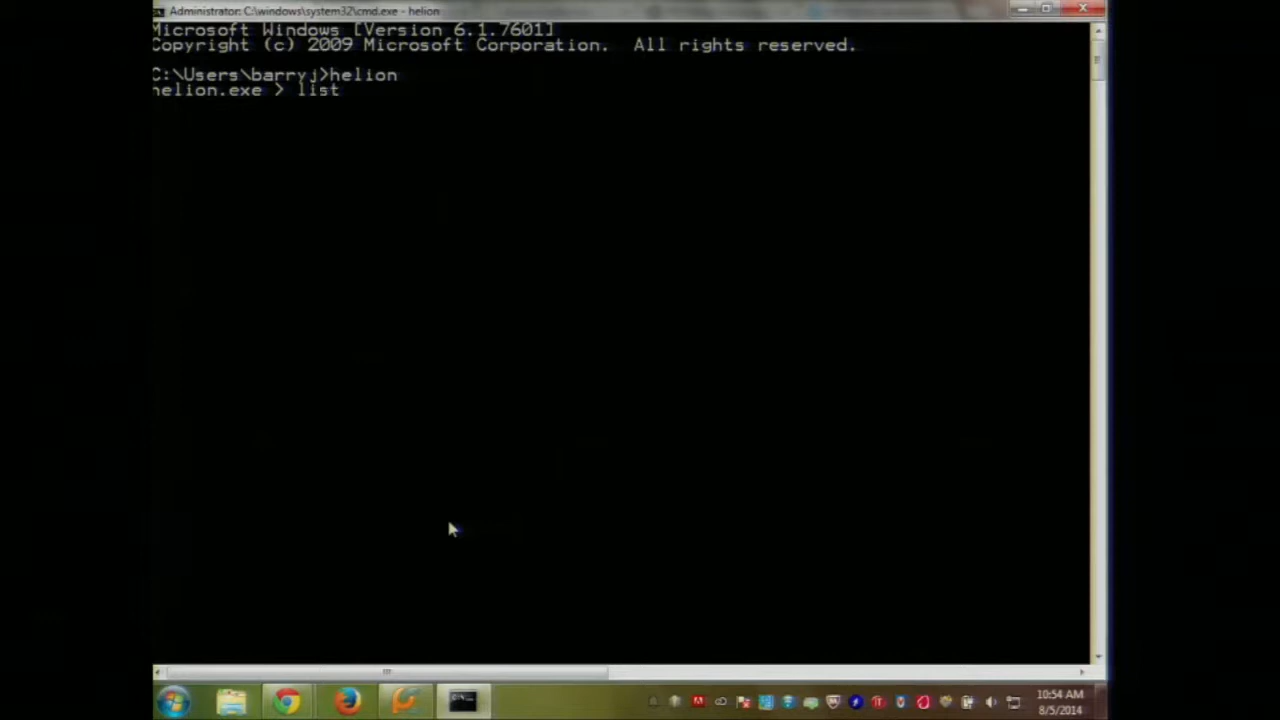 Administrator: C:\windows\system32\cmd.exe - helion
Microsoft Windows [Version 6.1.7601]
Copyright (c) 2009 Microsoft Corporation.  All rights reserved.
C:\Users\barryj>helion
helion.exe > list
10:54 AM
8/5/2014